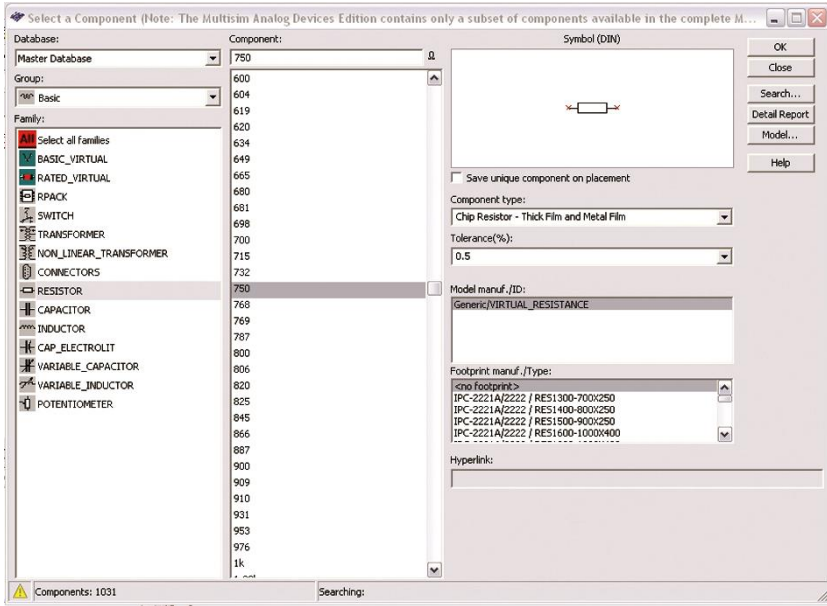 Select a Component (Note: The Multisim Analog Devices Edition contains only a subset of components available in the complete M...
Database:
Master Database
Group:
Basic
Family:
All Select all families
BASIC_VIRTUAL
RATED_VIRTUAL
RPACK
SWITCH
TRANSFORMER
NON_LINEAR_TRANSFORMER
CONNECTORS
RESISTOR
CAPACITOR
INDUCTOR
CAP_ELECTROLIT
VARIABLE_CAPACITOR
VARIABLE_INDUCTOR
POTENTIOMETER
Component:
750 Ω
600
604
619
620
634
649
665
680
681
698
700
715
732
750
768
769
787
800
806
820
825
845
866
887
900
909
910
931
953
976
1k
Symbol (DIN)
Save unique component on placement
Component type:
Chip Resistor - Thick Film and Metal Film
Tolerance(%):
0.5
Model manuf./ID:
Generic/VIRTUAL_RESISTANCE
Footprint manuf./Type:
<no footprint>
IPC-2221A/2222 / RES1300-700X250
IPC-2221A/2222 / RES1400-800X250
IPC-2221A/2222 / RES1500-900X250
IPC-2221A/2222 / RES1600-1000X400
Hyperlink:
OK
Close
Search...
Detail Report
Model...
Help
Components: 1031
Searching: